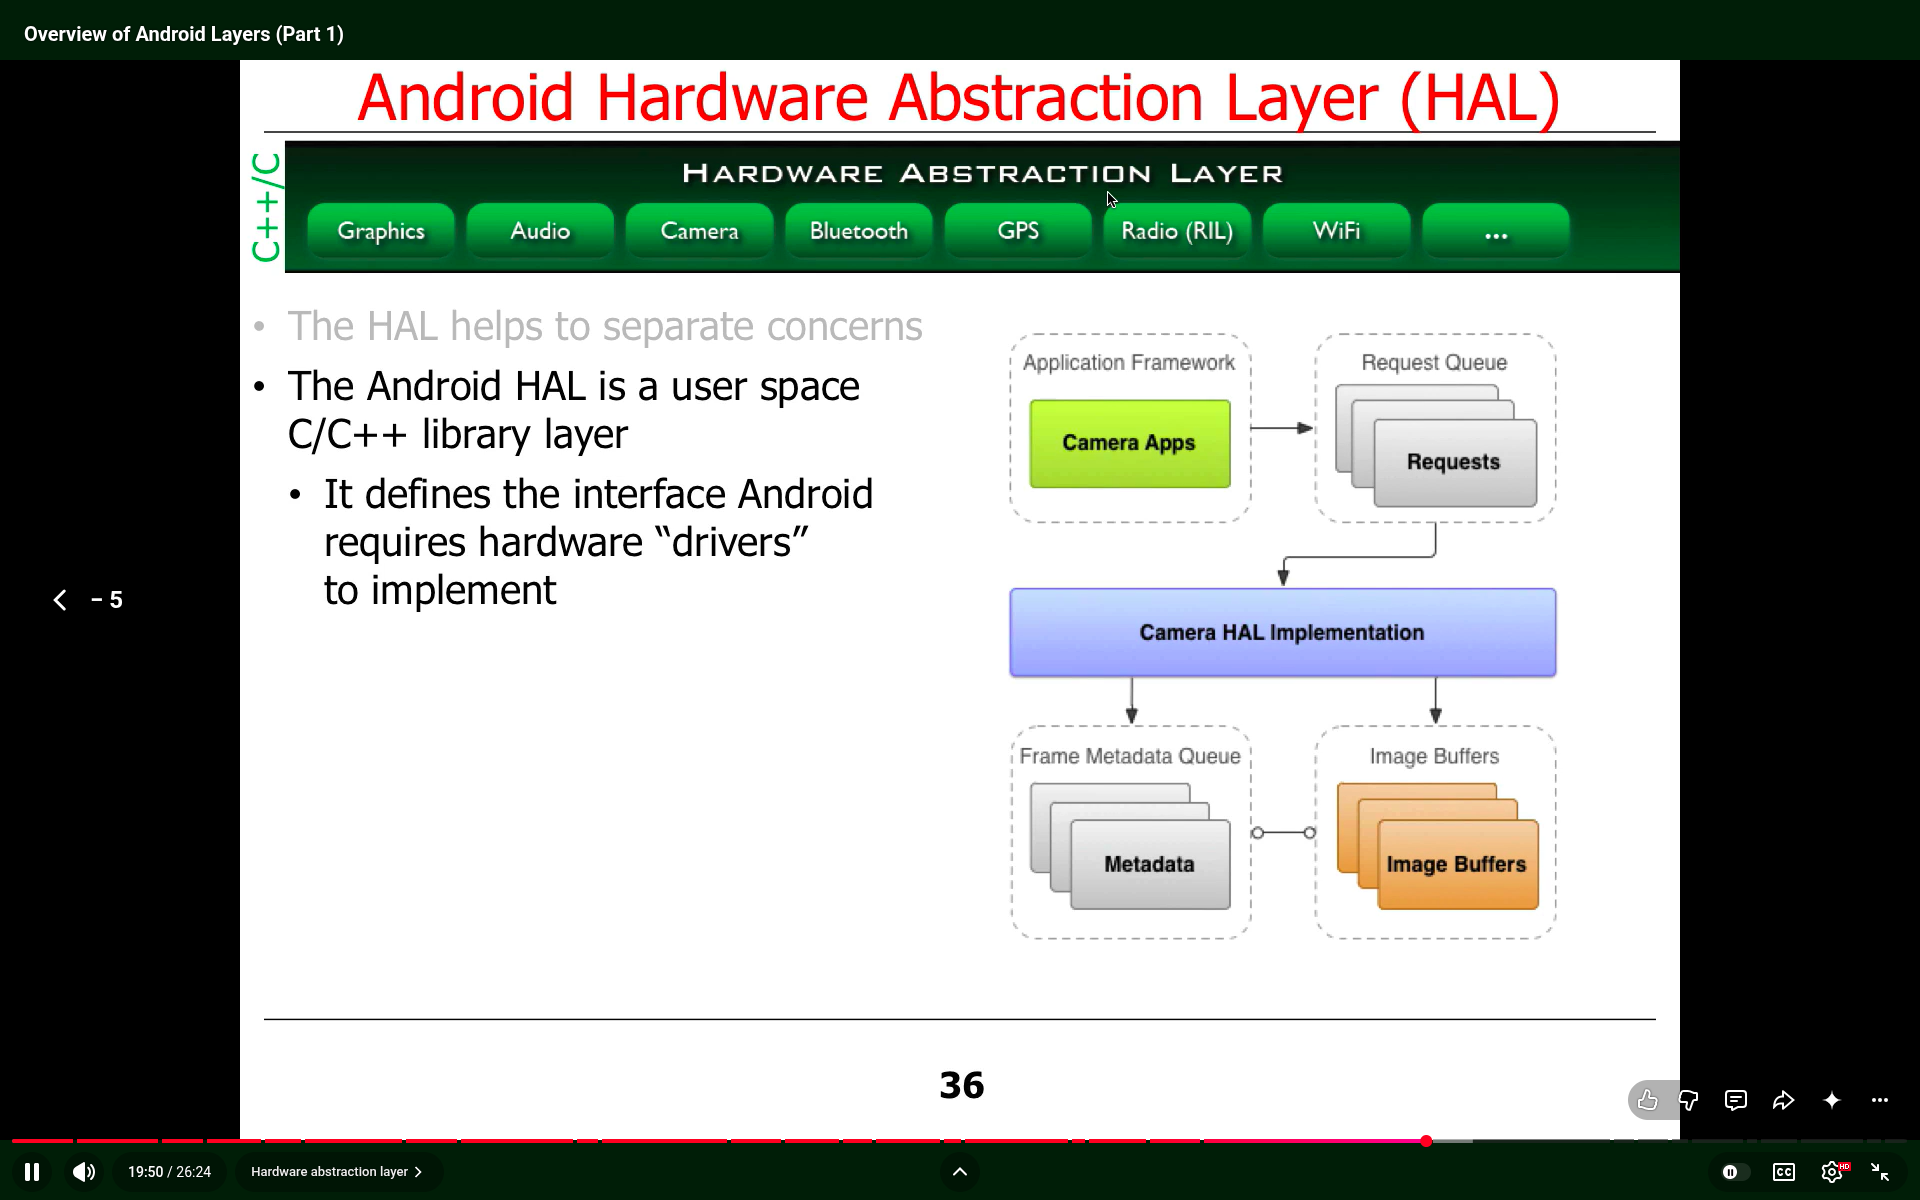 Overview of Android Layers (Part 1)
Android Hardware Abstraction Layer (HAL)
C++/C
HARDWARE ABSTRACTION LAYER
Graphics
Audio
Camera
Bluetooth
GPS
Radio (RIL)
WiFi
...
• The HAL helps to separate concerns
• The Android HAL is a user space
C/C++ library layer
• It defines the interface Android
requires hardware “drivers”
to implement
Application Framework
Camera Apps
Request Queue
Requests
Camera HAL Implementation
Frame Metadata Queue
Metadata
Image Buffers
Image Buffers
− 5
36
19:50 / 26:24
Hardware abstraction layer
CC
HD